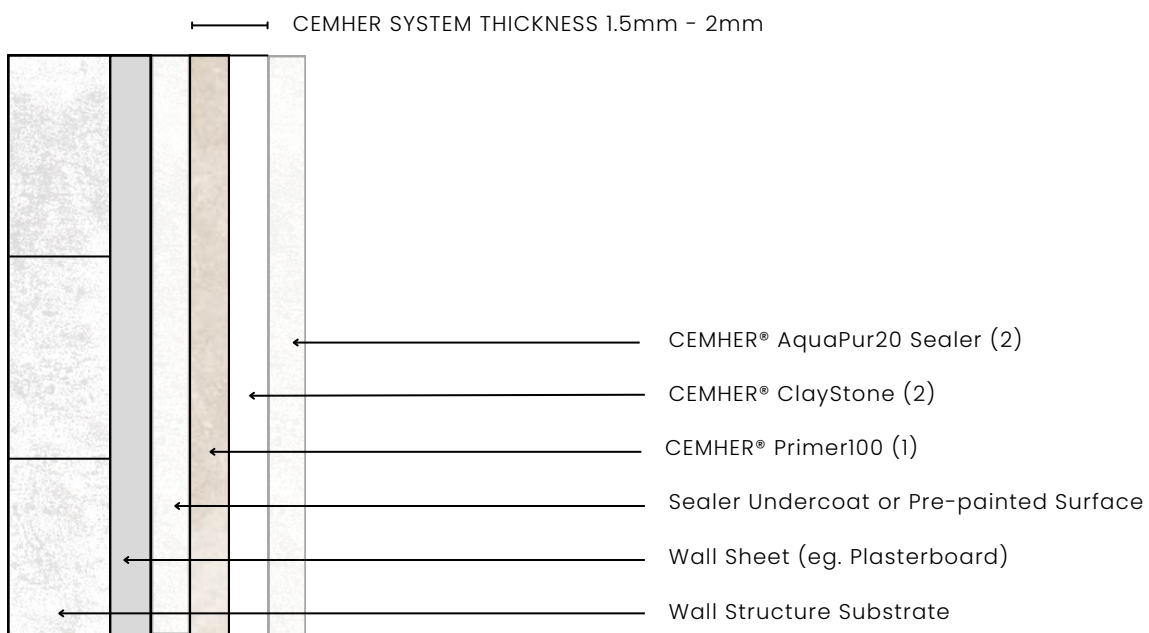 CEMHER SYSTEM THICKNESS 1.5mm - 2mm
CEMHER® AquaPur20 Sealer (2)
CEMHER® ClayStone (2)
CEMHER® Primer100 (1)
Sealer Undercoat or Pre-painted Surface
Wall Sheet (eg. Plasterboard)
Wall Structure Substrate